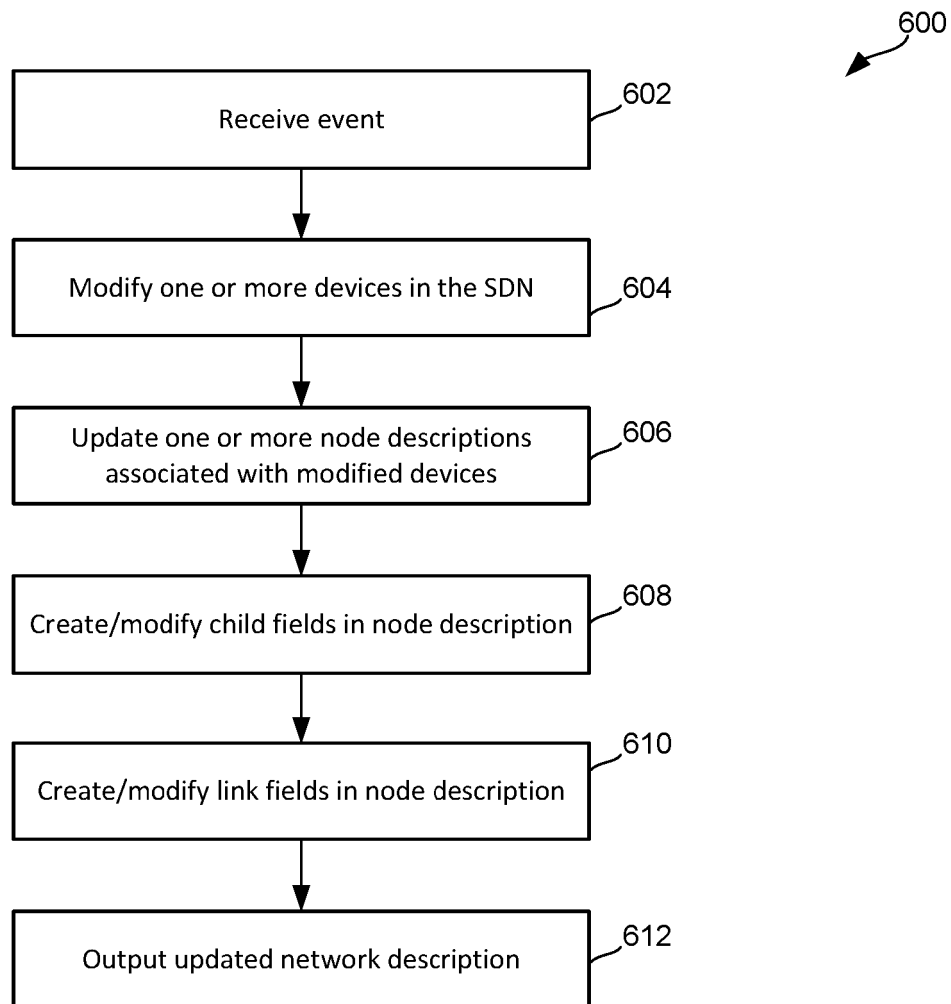 600
Receive event
602
Modify one or more devices in the SDN
604
Update one or more node descriptions
associated with modified devices
606
Create/modify child fields in node description
608
Create/modify link fields in node description
610
Output updated network description
612